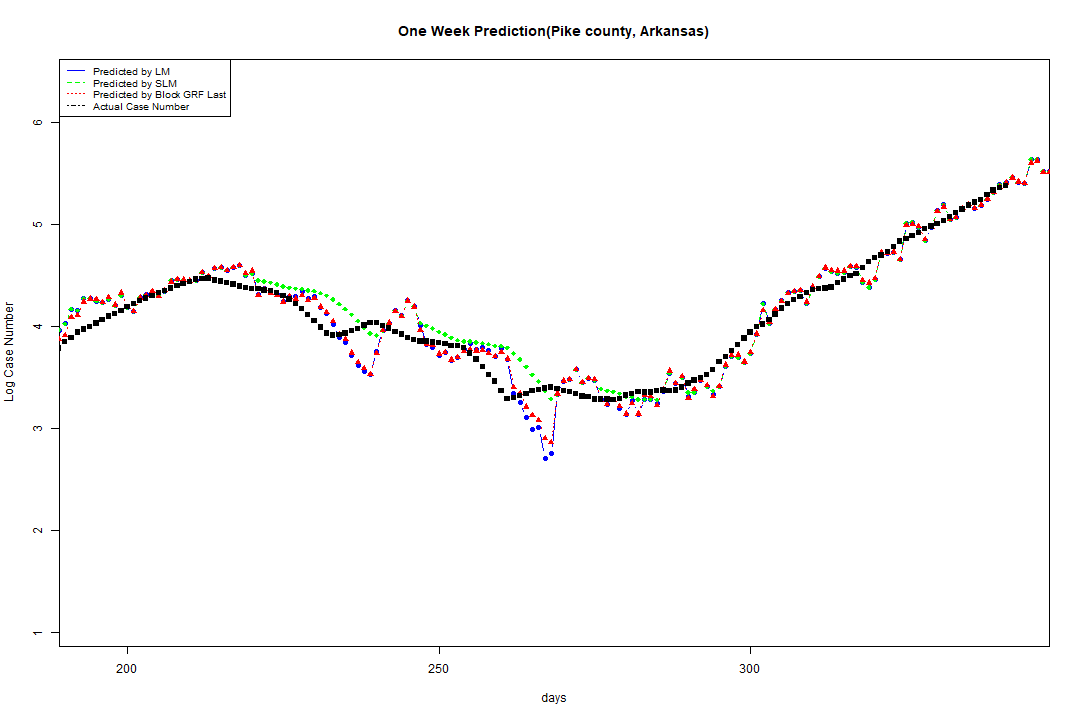 One Week Prediction(Pike county, Arkansas)
Predicted by LM
Predicted by SLM
Predicted by Block GRF Last
Actual Case Number
6
5
4
3
2
1
Log Case Number
200 250 300
days